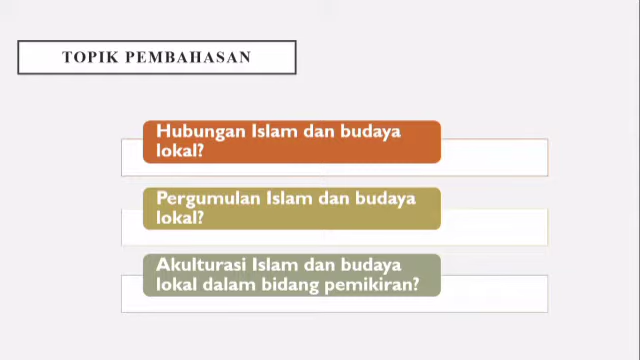 TOPIK PEMBAHASAN
Hubungan Islam dan budaya
lokal?
Pergumulan Islam dan budaya
lokal?
Akulturasi Islam dan budaya
lokal dalam bidang pemikiran?